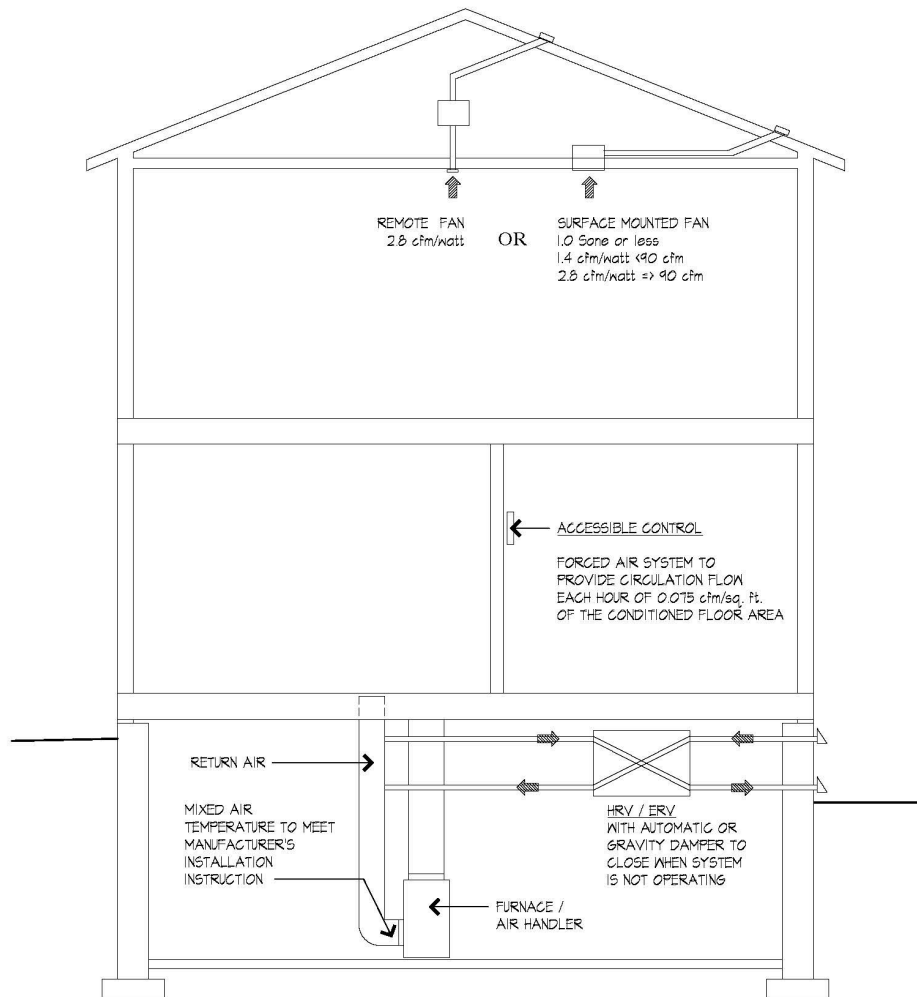 REMOTE FAN
2.8 cfm/watt
OR
SURFACE MOUNTED FAN
1.0 Sone or less
1.4 cfm/watt <90 cfm
2.8 cfm/watt => 90 cfm
ACCESSIBLE CONTROL
FORCED AIR SYSTEM TO
PROVIDE CIRCULATION FLOW
EACH HOUR OF 0.075 cfm/sq. ft.
OF THE CONDITIONED FLOOR AREA
RETURN AIR
MIXED AIR
TEMPERATURE TO MEET
MANUFACTURER'S
INSTALLATION
INSTRUCTION
HRV / ERV
WITH AUTOMATIC OR
GRAVITY DAMPER TO
CLOSE WHEN SYSTEM
IS NOT OPERATING
FURNACE /
AIR HANDLER